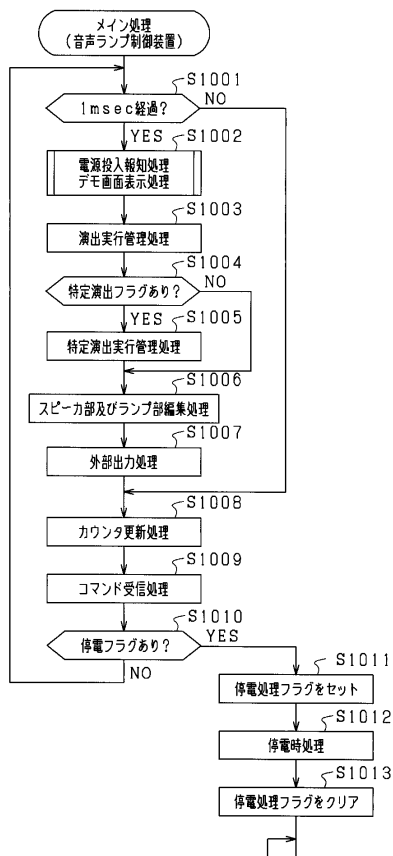 メイン処理
(音声ランプ制御装置)
S1001
1msec経過?
NO
YES
S1002
電源投入報知処理
デモ画面表示処理
S1003
演出実行管理処理
S1004
特定演出フラグあり?
NO
YES
S1005
特定演出実行管理処理
S1006
スピーカ部及びランプ部編集処理
S1007
外部出力処理
S1008
カウンタ更新処理
S1009
コマンド受信処理
S1010
停電フラグあり?
YES
NO
S1011
停電処理フラグをセット
S1012
停電時処理
S1013
停電処理フラグをクリア